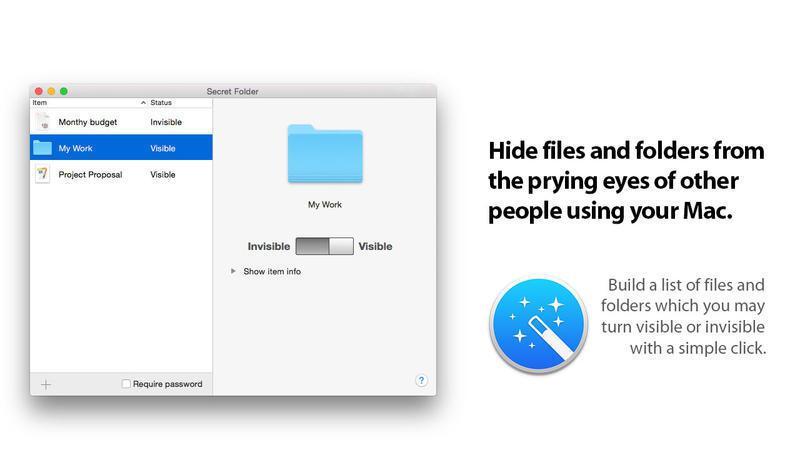 Secret Folder
Item Status
Monthy budget Invisible
My Work Visible
Project Proposal Visible
My Work
Invisible Visible
Show item info
+ Require password
?
Hide files and folders from
the prying eyes of other
people using your Mac.
Build a list of files and
folders which you may
turn visible or invisible
with a simple click.